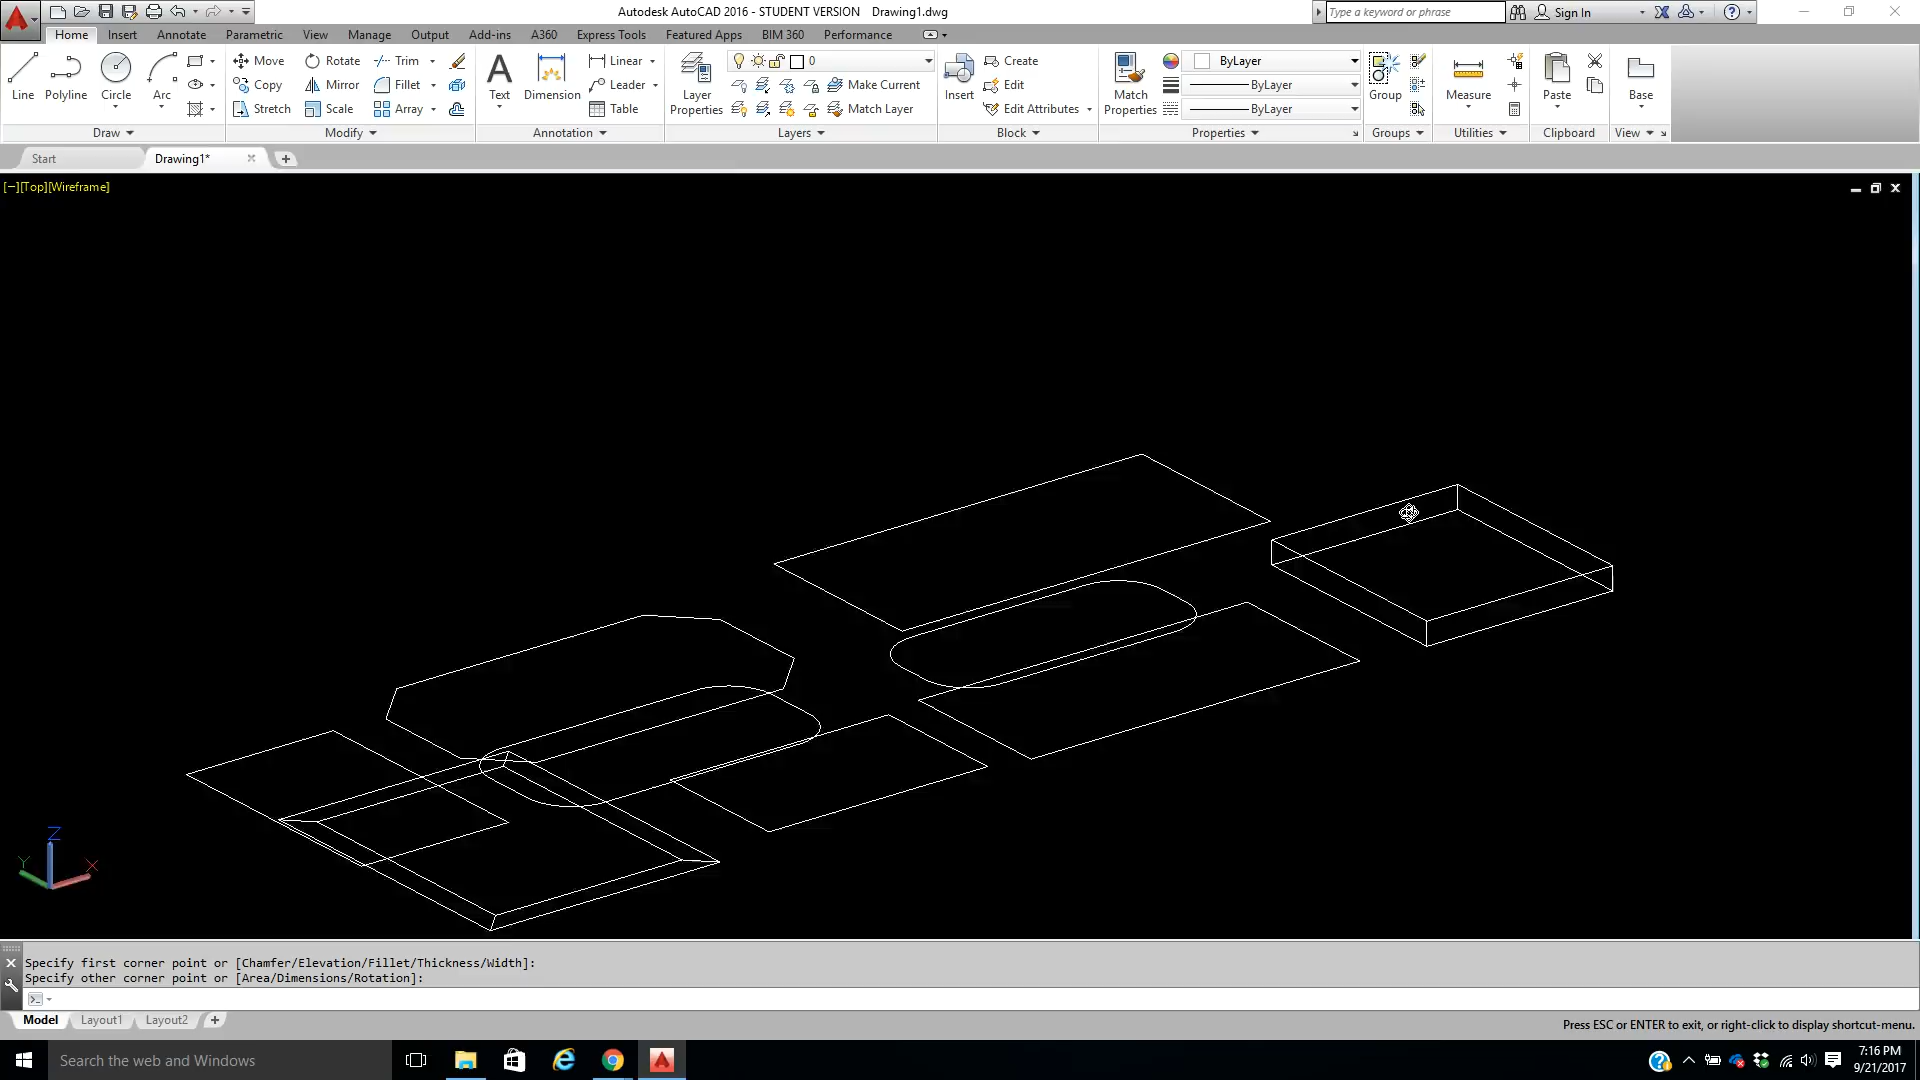 Autodesk AutoCAD 2016 - STUDENT VERSION Drawing1.dwg
Type a keyword or phrase
Sign In
Home Insert Annotate Parametric View Manage Output Add-ins A360 Express Tools Featured Apps BIM 360 Performance
Line Polyline Circle Arc
Move Rotate Trim
Copy Mirror Fillet
Stretch Scale Array
Text Dimension
Linear
Leader
Table
Layer Properties
0
Make Current
Match Layer
Insert
Create
Edit
Edit Attributes
Match Properties
ByLayer
ByLayer
ByLayer
Group
Measure
Paste
Base
Draw Modify Annotation Layers Block Properties Groups Utilities Clipboard View
Start Drawing1*
[−][Top][Wireframe]
Z
Y
X
Specify first corner point or [Chamfer/Elevation/Fillet/Thickness/Width]:
Specify other corner point or [Area/Dimensions/Rotation]:
Model Layout1 Layout2
Press ESC or ENTER to exit, or right-click to display shortcut-menu.
Search the web and Windows
7:16 PM
9/21/2017